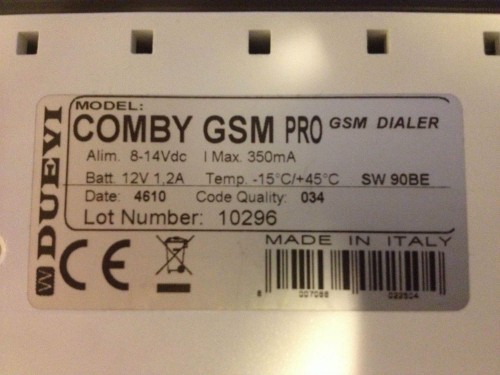 MODEL:
COMBY GSM PRO GSM DIALER
Alim. 8-14Vdc I Max. 350mA
Batt. 12V 1,2A Temp. -15°C/+45°C SW 90BE
Date: 4610 Code Quality: 034
Lot Number: 10296
W DUEVI
CE
MADE IN ITALY